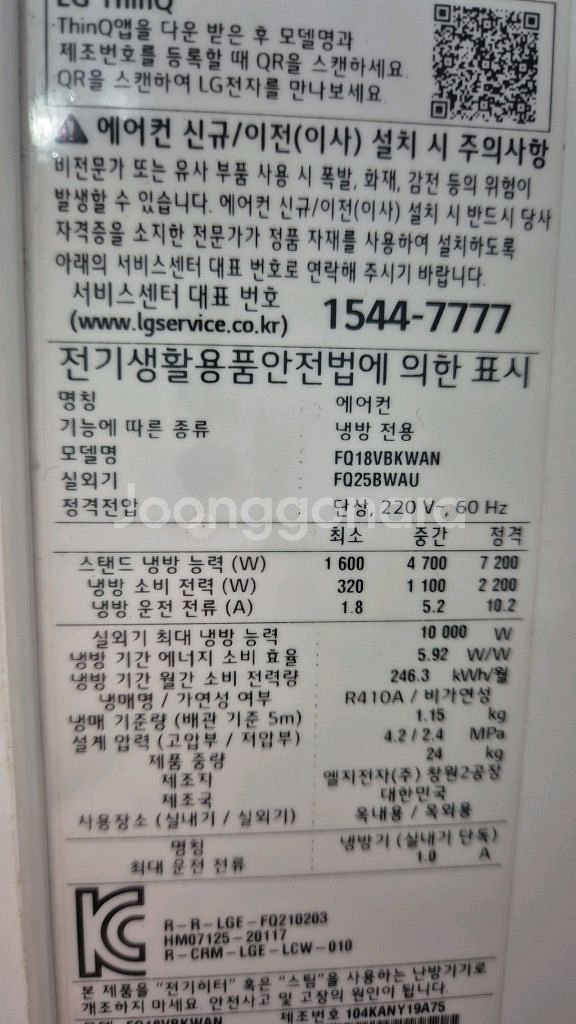 LG ThinQ
·ThinQ앱을 다운 받은 후 모델명과
제조번호를 등록할 때 QR을 스캔하세요.
QR을 스캔하여 LG전자를 만나보세요.
에어컨 신규/이전(이사) 설치 시 주의사항
비전문가 또는 유사 부품 사용 시 폭발, 화재, 감전 등의 위험이
발생할 수 있습니다. 에어컨 신규/이전(이사) 설치 시 반드시 당사
자격증을 소지한 전문가가 정품 자재를 사용하여 설치하도록
아래의 서비스센터 대표 번호로 연락해 주시기 바랍니다.
서비스센터 대표 번호
(www.lgservice.co.kr) 1544-7777
전기생활용품안전법에 의한 표시
명칭 : 에어컨
기능에 따른 종류 : 냉방 전용
모델명 : FQ18VBKWAN
실외기 : FQ25BWAU
정격전압 : 단상, 220 V~, 60 Hz
Joonggonara
최소 중간 정격
스탠드 냉방 능력 (W) : 1 600 4 700 7 200
냉방 소비 전력 (W) : 320 1 100 2 200
냉방 운전 전류 (A) : 1.8 5.2 10.2
실외기 최대 냉방 능력 : 10 000 W
냉방 기간 에너지 소비 효율 : 5.92 W/W
냉방 기간 월간 소비 전력량 : 246.3 kWh/월
냉매명 / 가연성 여부 : R410A / 비가연성
냉매 기준량 (배관 기준 5m) : 1.15 kg
설계 압력 (고압부 / 저압부) : 4.2 / 2.4 MPa
제품 중량 : 24 kg
제조지 : 엘지전자(주) 창원2공장
제조국 : 대한민국
사용장소 (실내기 / 실외기) : 옥내용 / 옥외용
명칭 : 냉방기 (실내기 단독)
최대 운전 전류 : 1.0 A
R-R-LGE-FQ210203
HM07125-20117
R-CRM-LGE-LCW-010
본 제품을 "전기히터" 혹은 "스팀"을 사용하는 난방기기로
개조하지 마세요. 안전사고 및 고장의 원인이 됩니다.
모델 FQ18VBKWAN 제조번호 104KANY19A75